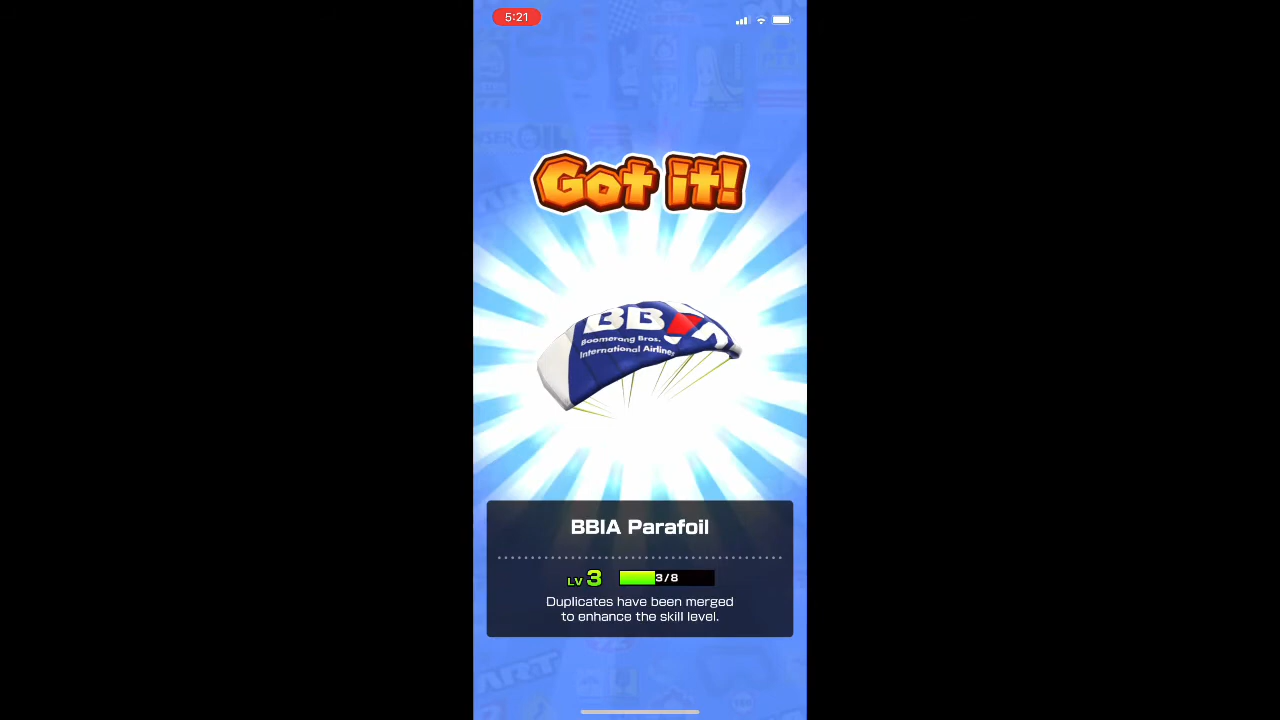 5:21
Got it!
BBIA
Boomerang Bros.
International Airlines
BBIA Parafoil
LV 3 3/8
Duplicates have been merged
to enhance the skill level.